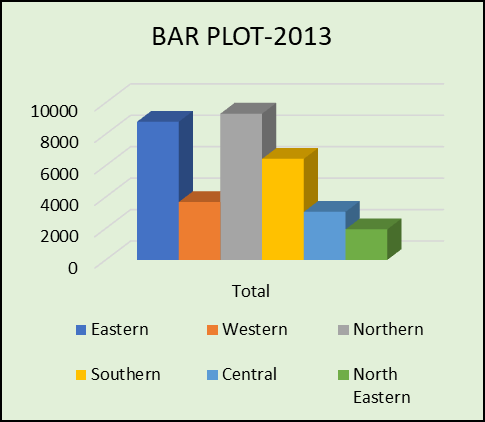 BAR PLOT-2013
10000
8000
6000
4000
2000
0
Total
Eastern Western Northern
Southern Central North
Eastern